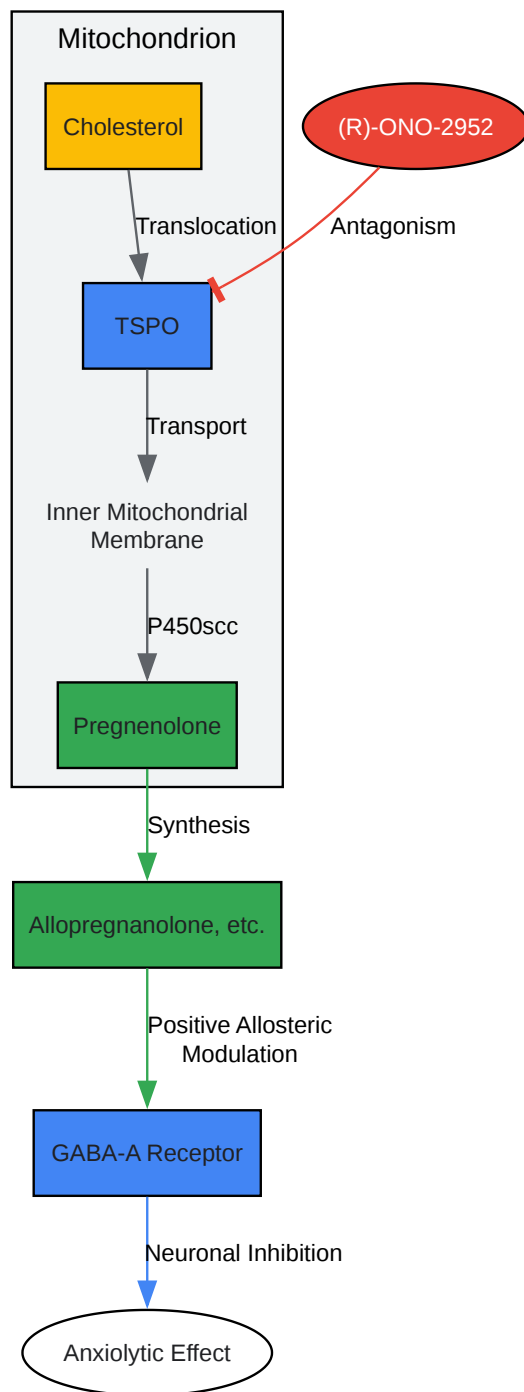 Mitochondrion
Cholesterol
(R)-ONO-2952
Translocation
Antagonism
TSPO
Transport
Inner Mitochondrial
Membrane
P450scc
Pregnenolone
Synthesis
Allopregnanolone, etc.
Positive Allosteric
Modulation
GABA-A Receptor
Neuronal Inhibition
Anxiolytic Effect